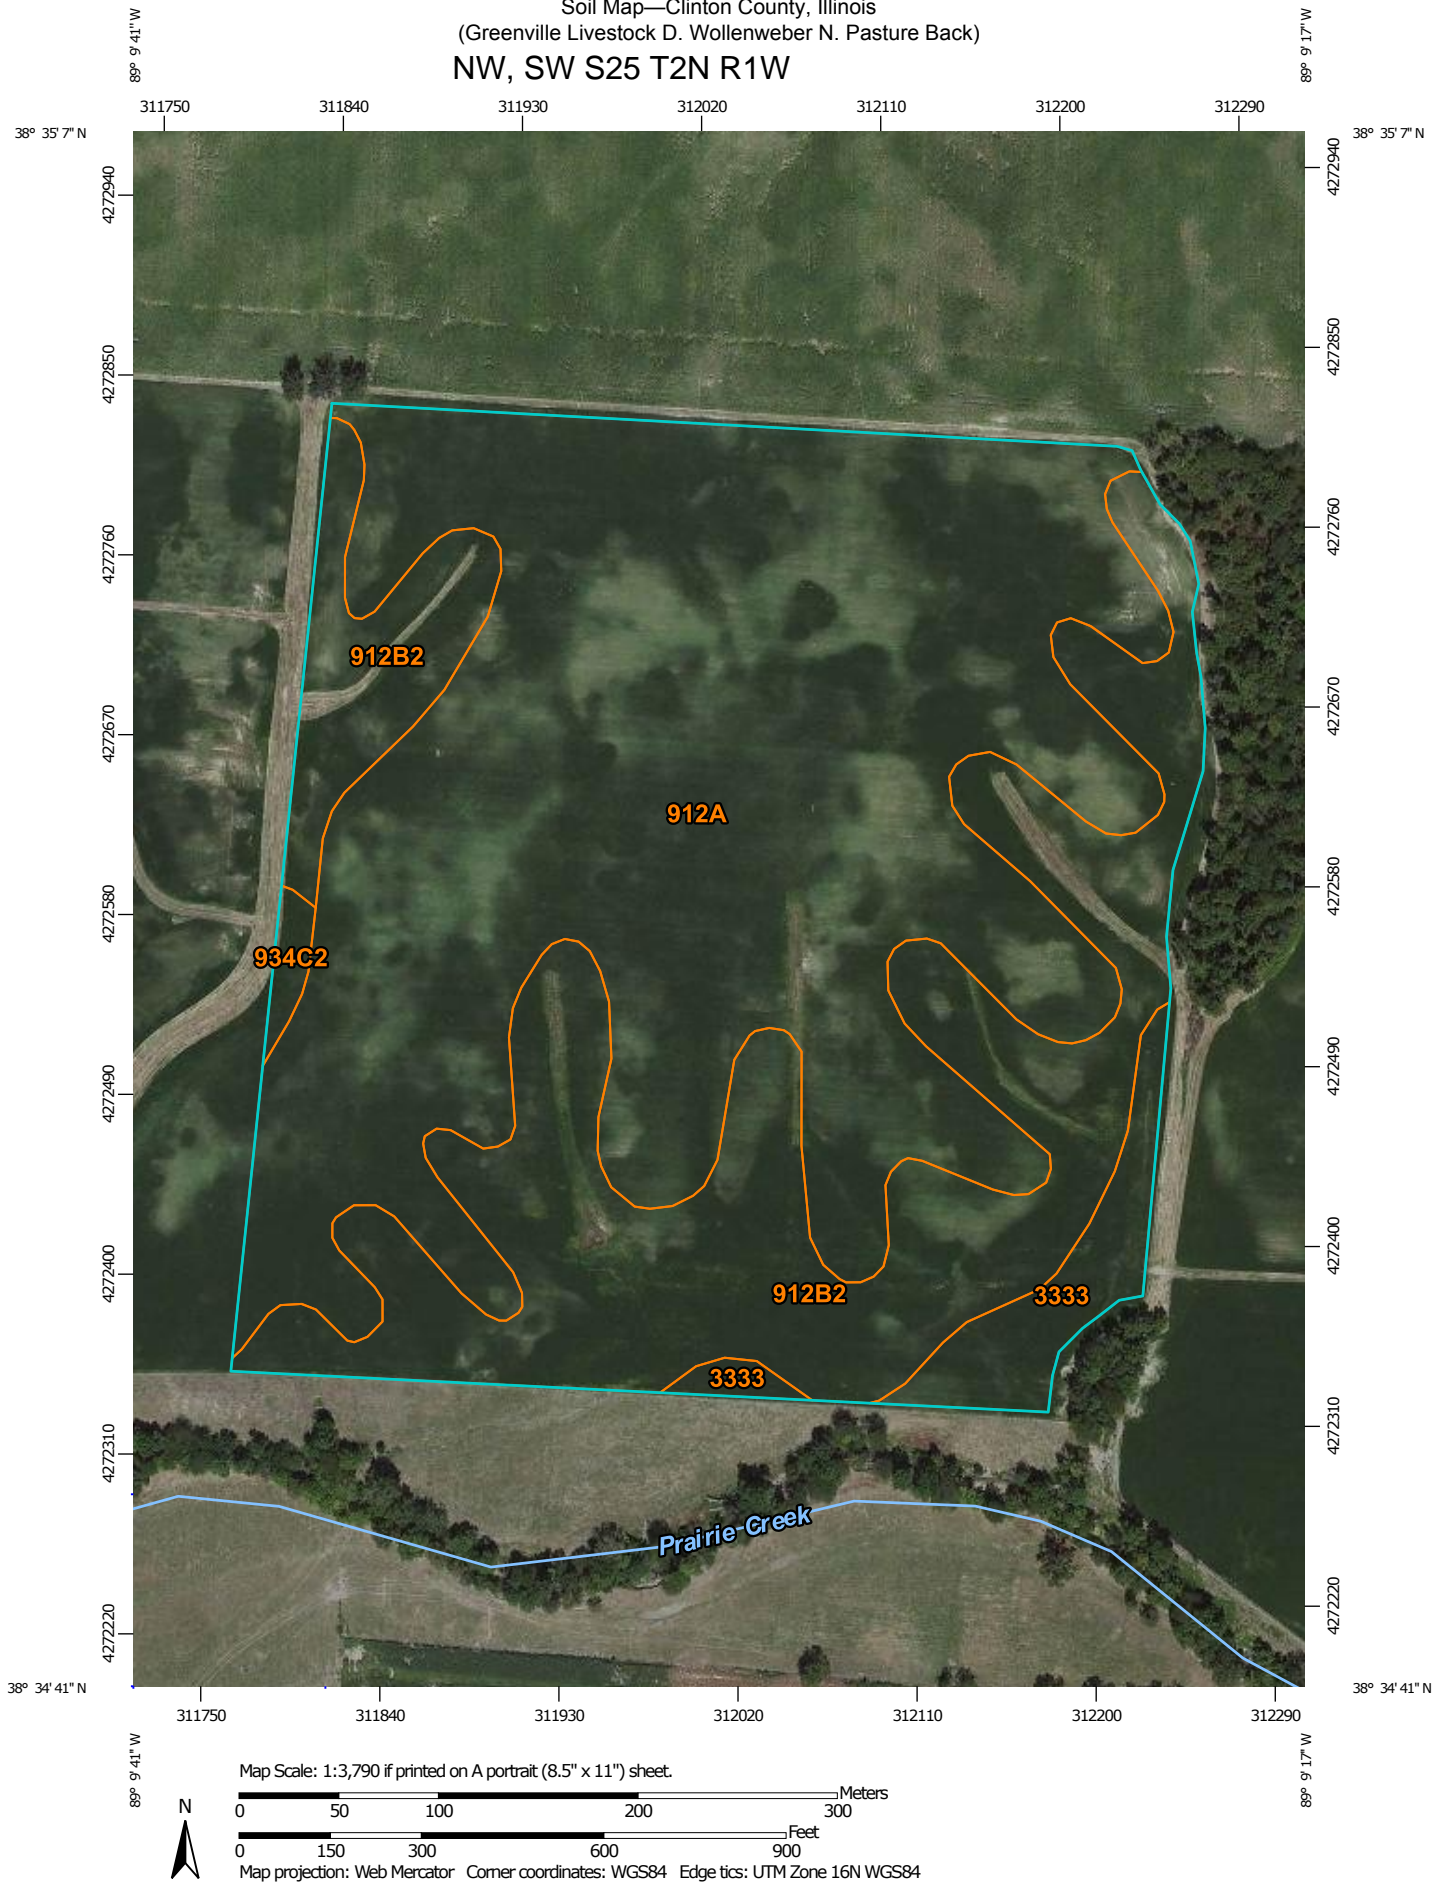 Soil Map—Clinton County, Illinois
(Greenville Livestock D. Wollenweber N. Pasture Back)
NW, SW S25 T2N R1W
89° 9' 41" W
89° 9' 17" W
311750 311840 311930 312020 312110 312200 312290
38° 35' 7" N
38° 35' 7" N
4272940
4272940
4272850
4272850
4272760
4272760
4272670
4272670
4272580
4272580
4272490
4272490
4272400
4272400
4272310
4272310
4272220
4272220
912B2
912A
934C2
912B2
3333
3333
Prairie Creek
38° 34' 41" N
38° 34' 41" N
311750 311840 311930 312020 312110 312200 312290
89° 9' 41" W
89° 9' 17" W
Map Scale: 1:3,790 if printed on A portrait (8.5" x 11") sheet.
Meters
0 50 100 200 300
Feet
0 150 300 600 900
N
Map projection: Web Mercator Corner coordinates: WGS84 Edge tics: UTM Zone 16N WGS84